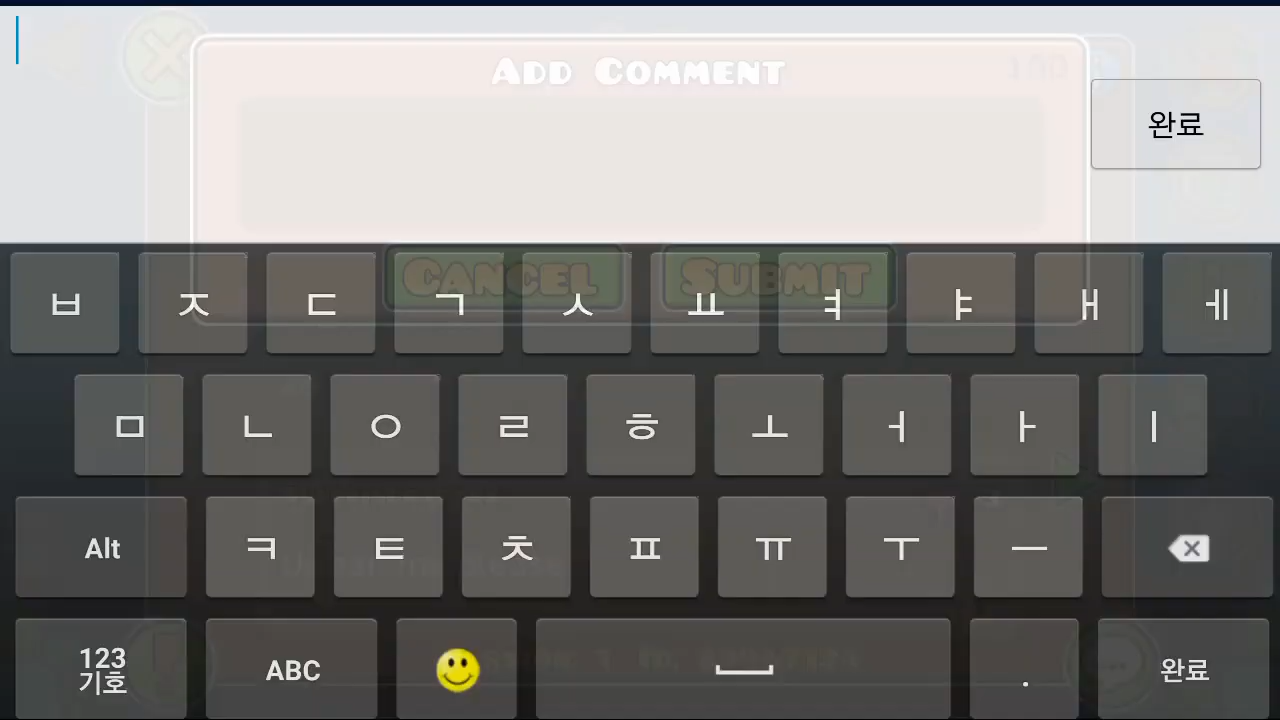 ADD COMMENT
완료
CANCEL SUBMIT
ㅂ ㅈ ㄷ ㄱ ㅅ ㅛ ㅕ ㅑ ㅐ ㅔ
ㅁ ㄴ ㅇ ㄹ ㅎ ㅗ ㅓ ㅏ ㅣ
Alt ㅋ ㅌ ㅊ ㅍ ㅠ ㅜ ㅡ
123 기호 ABC . 완료